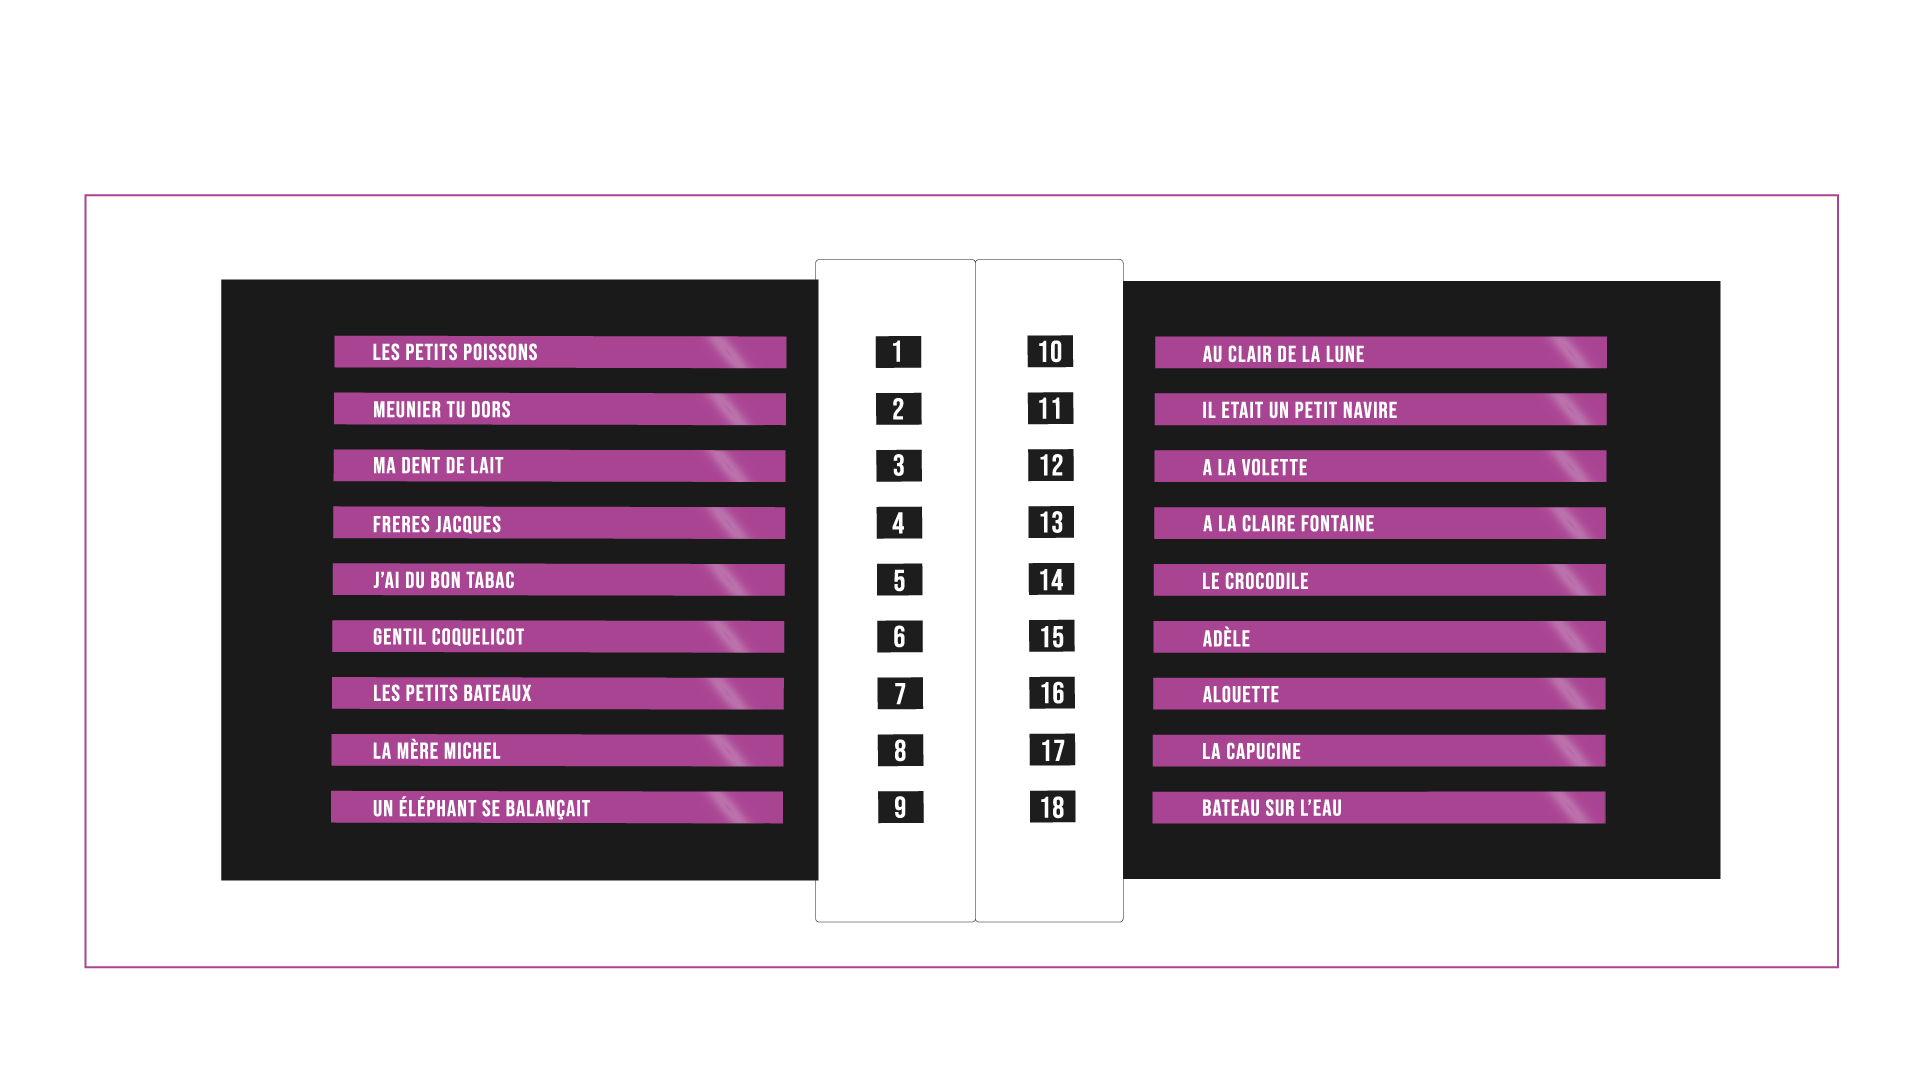 LES PETITS POISSONS 1
MEUNIER TU DORS 2
MA DENT DE LAIT 3
FRERES JACQUES 4
J’AI DU BON TABAC 5
GENTIL COQUELICOT 6
LES PETITS BATEAUX 7
LA MÈRE MICHEL 8
UN ÉLÉPHANT SE BALANÇAIT 9
10 AU CLAIR DE LA LUNE
11 IL ETAIT UN PETIT NAVIRE
12 A LA VOLETTE
13 A LA CLAIRE FONTAINE
14 LE CROCODILE
15 ADÈLE
16 ALOUETTE
17 LA CAPUCINE
18 BATEAU SUR L’EAU